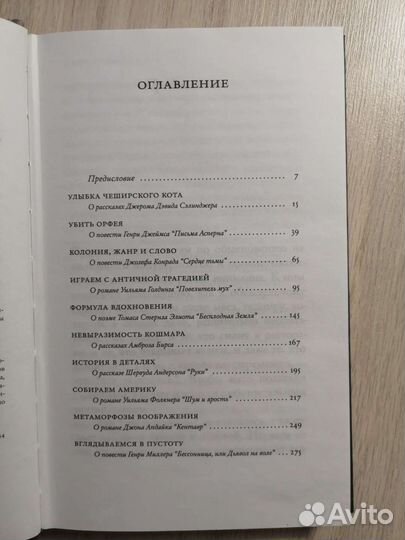 ОГЛАВЛЕНИЕ
Предисловие 7
УЛЫБКА ЧЕШИРСКОГО КОТА
О рассказах Джерома Дэвида Сэлинджера 15
УБИТЬ ОРФЕЯ
О повести Генри Джеймса "Письма Асперна" 39
КОЛОНИЯ, ЖАНР И СЛОВО
О повести Джозефа Конрада "Сердце тьмы" 65
ИГРАЕМ С АНТИЧНОЙ ТРАГЕДИЕЙ
О романе Уильяма Голдинга "Повелитель мух" 95
ФОРМУЛА ВДОХНОВЕНИЯ
О поэме Томаса Стернза Элиота "Бесплодная Земля" 145
НЕВЫРАЗИМОСТЬ КОШМАРА
О рассказах Амброза Бирса 167
ИСТОРИЯ В ДЕТАЛЯХ
О рассказе Шервуда Андерсона "Руки" 195
СОБИРАЕМ АМЕРИКУ
О романе Уильяма Фолкнера "Шум и ярость" 217
МЕТАМОРФОЗЫ ВООБРАЖЕНИЯ
О романе Джона Апдайка "Кентавр" 249
ВГЛЯДЫВАЕМСЯ В ПУСТОТУ
О повести Генри Миллера "Бессонница, или Дьявол на воле" 275
Avito